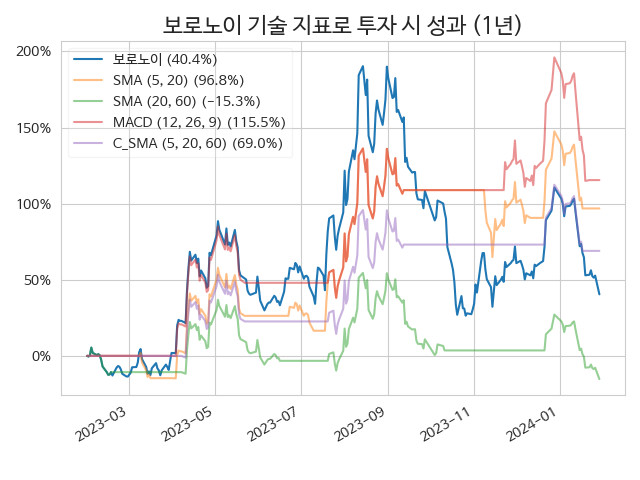 보로노이 기술 지표로 투자 시 성과 (1년)
200%
150%
100%
50%
0%
보로노이 (40.4%)
SMA (5, 20) (96.8%)
SMA (20, 60) (−15.3%)
MACD (12, 26, 9) (115.5%)
C_SMA (5, 20, 60) (69.0%)
2023−03
2023−05
2023−07
2023−09
2023−11
2024−01